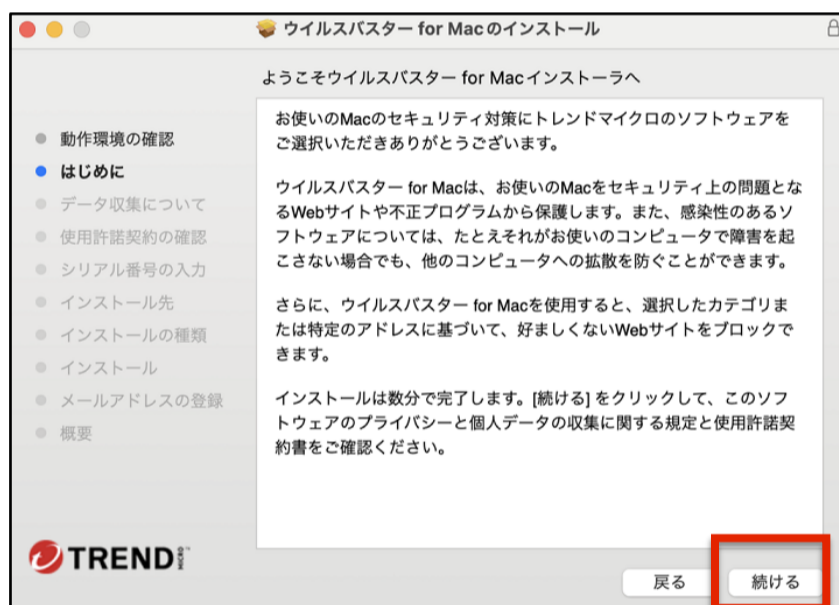 ウイルスバスター for Mac のインストール
ようこそウイルスバスター for Mac インストーラへ
動作環境の確認
はじめに
データ収集について
使用許諾契約の確認
シリアル番号の入力
インストール先
インストールの種類
インストール
メールアドレスの登録
概要
お使いのMacのセキュリティ対策にトレンドマイクロのソフトウェアを
ご選択いただきありがとうございます。
ウイルスバスター for Macは、お使いのMacをセキュリティ上の問題とな
るWebサイトや不正プログラムから保護します。また、感染性のあるソ
フトウェアについては、たとえそれがお使いのコンピュータで障害を起
こさない場合でも、他のコンピュータへの拡散を防ぐことができます。
さらに、ウイルスバスター for Macを使用すると、選択したカテゴリま
たは特定のアドレスに基づいて、好ましくないWebサイトをブロックで
きます。
インストールは数分で完了します。[続ける] をクリックして、このソフ
トウェアのプライバシーと個人データの収集に関する規定と使用許諾契
約書をご確認ください。
TREND MICRO
戻る
続ける